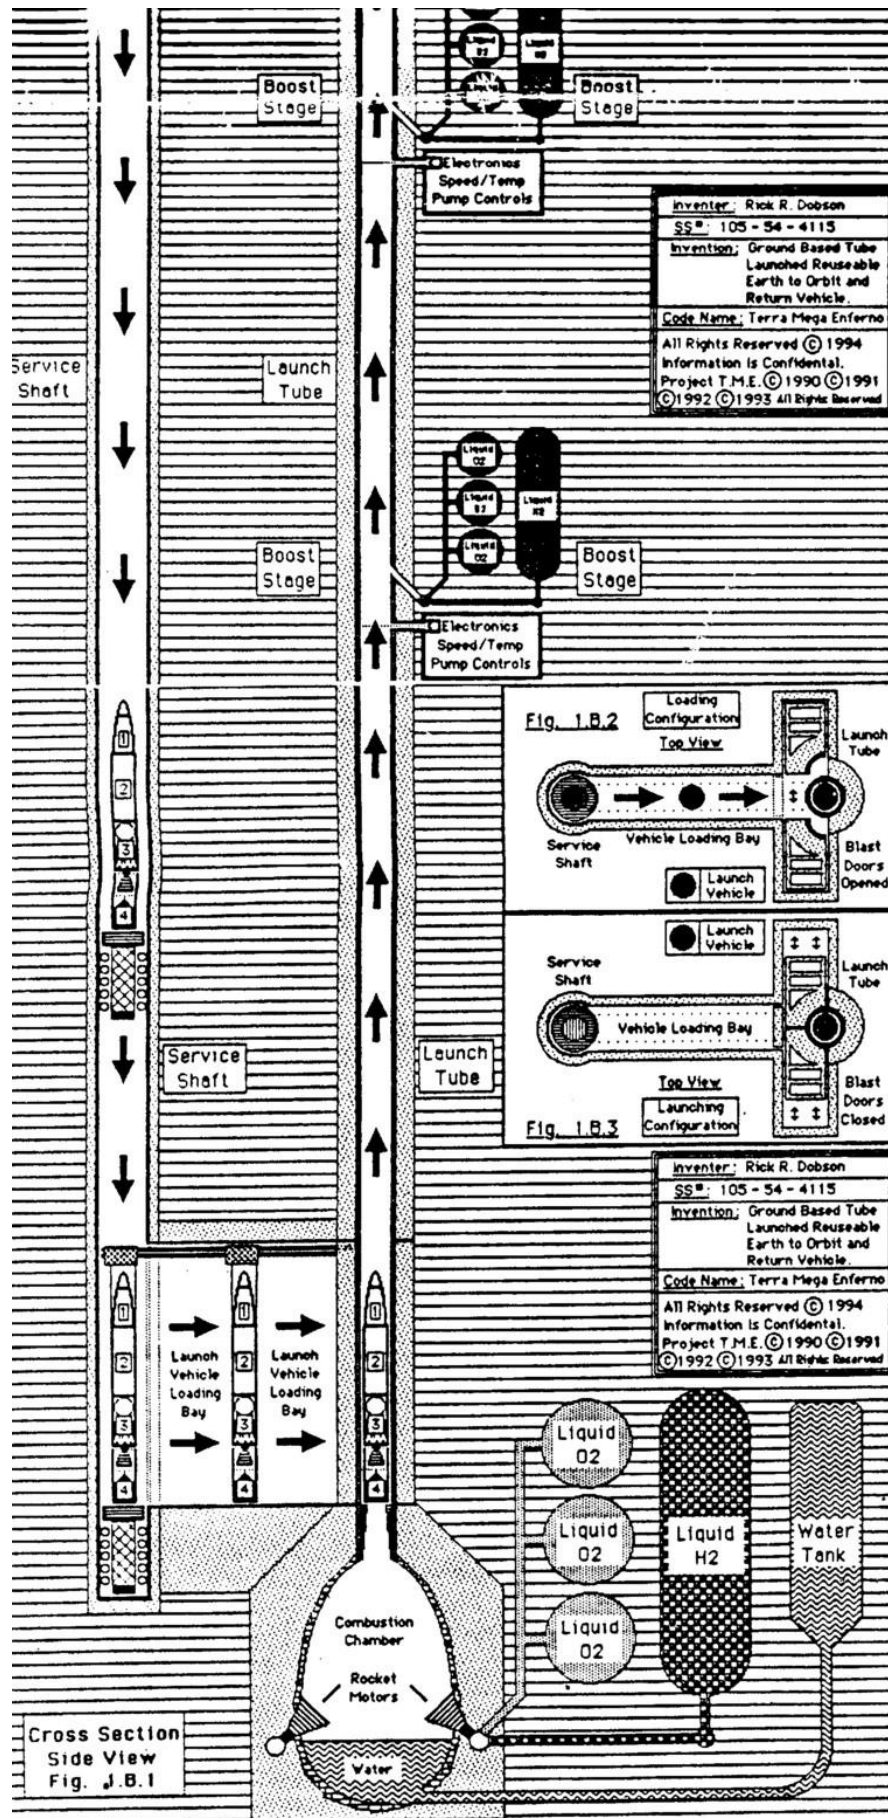 Boost
Stage
Liquid
Boost
Stage
Electronics
Speed/Temp
Pump Controls
Inventer: Rick R. Dobson
SS#: 105 - 54 - 4115
Invention: Ground Based Tube
Launched Reuseable
Earth to Orbit and
Return Vehicle.
Code Name: Terra Mega Enferno
All Rights Reserved © 1994
Information Is Confidental.
Project T.M.E. © 1990 © 1991
© 1992 © 1993 All Rights Reserved
Service
Shaft
Launch
Tube
Liquid
O2
Liquid
Liquid
O2
Liquid
H2
Boost
Stage
Boost
Stage
Electronics
Speed/Temp
Pump Controls
Fig. 1.B.2
Loading
Configuration
Top View
Launch
Tube
Service
Shaft
Vehicle Loading Bay
Launch
Vehicle
Blast
Doors
Opened
Launch
Vehicle
Service
Shaft
Launch
Tube
Vehicle Loading Bay
Top View
Launching
Configuration
Blast
Doors
Closed
Fig. 1.B.3
1
2
3
4
Service
Shaft
Launch
Tube
Inventer: Rick R. Dobson
SS#: 105 - 54 - 4115
Invention: Ground Based Tube
Launched Reuseable
Earth to Orbit and
Return Vehicle.
Code Name: Terra Mega Enferno
All Rights Reserved © 1994
Information Is Confidental.
Project T.M.E. © 1990 © 1991
© 1992 © 1993 All Rights Reserved
1
2
3
4
Launch
Vehicle
Loading
Bay
1
2
3
4
Launch
Vehicle
Loading
Bay
1
2
3
4
Liquid
O2
Liquid
O2
Liquid
O2
Liquid
H2
Water
Tank
Combustion
Chamber
Rocket
Motors
Water
Cross Section
Side View
Fig. 1.B.1